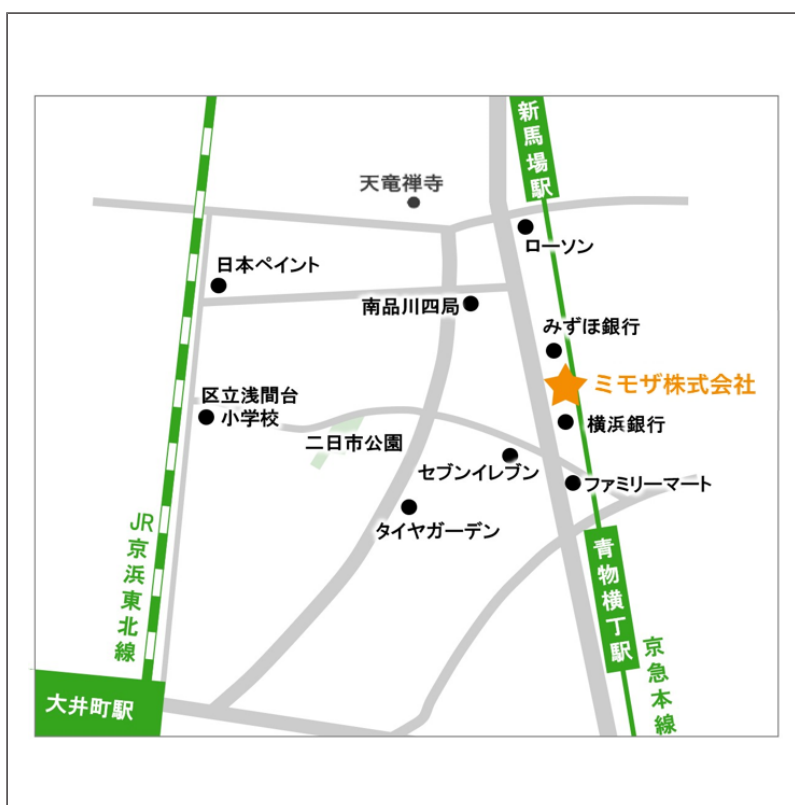 新馬場駅
天竜禅寺
ローソン
日本ペイント
南品川四局
みずほ銀行
ミモザ株式会社
区立浅間台
小学校
横浜銀行
二日市公園
セブンイレブン
ファミリーマート
タイヤガーデン
JR京浜東北線
青物横丁駅
京急本線
大井町駅